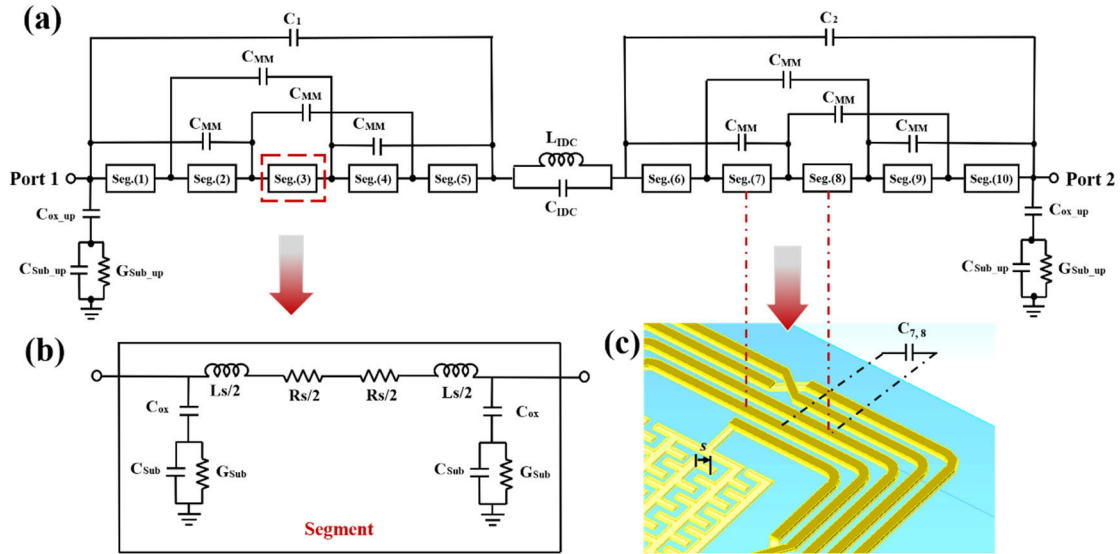 (a)
C1
C2
CMM
CMM
CMM
CMM
CMM
CMM
CMM
CMM
LIDC
CIDC
Port 1
Seg.(1)
Seg.(2)
Seg.(3)
Seg.(4)
Seg.(5)
Seg.(6)
Seg.(7)
Seg.(8)
Seg.(9)
Seg.(10)
Port 2
Cox_up
Cox_up
CSub_up
GSub_up
CSub_up
GSub_up
(b)
Ls/2
Rs/2
Rs/2
Ls/2
Cox
Cox
CSub
GSub
CSub
GSub
Segment
(c)
C7, 8
s